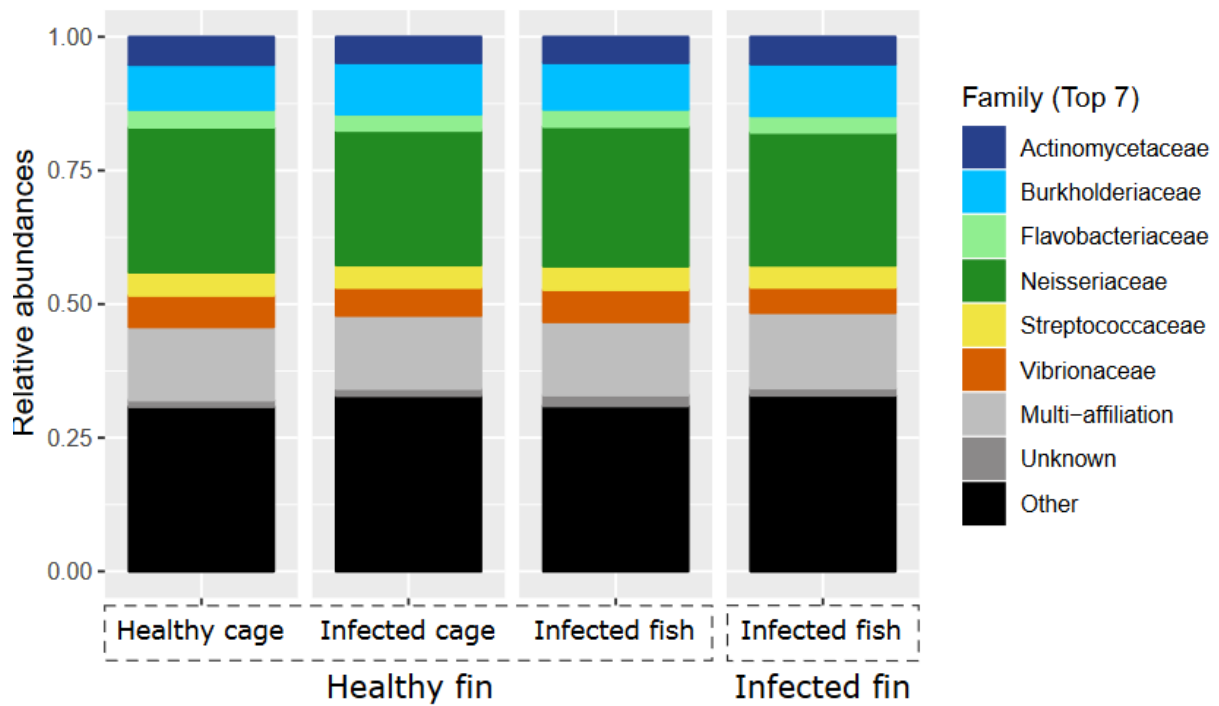 Relative abundances
1.00
0.75
0.50
0.25
0.00
Healthy cage
Infected cage
Infected fish
Infected fish
Healthy fin
Infected fin
Family (Top 7)
Actinomycetaceae
Burkholderiaceae
Flavobacteriaceae
Neisseriaceae
Streptococcaceae
Vibrionaceae
Multi−affiliation
Unknown
Other